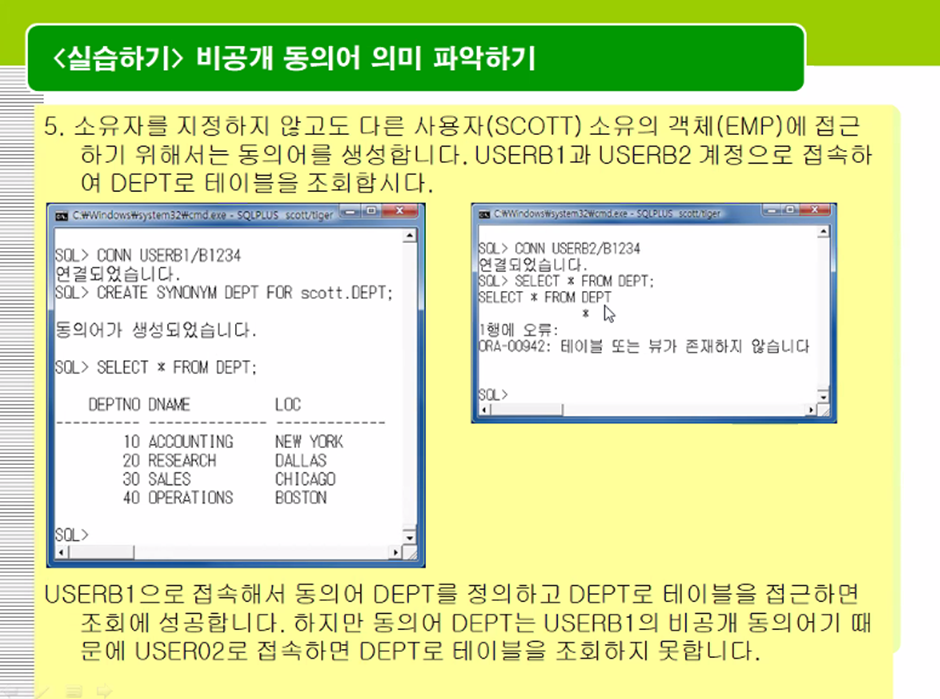 <실습하기> 비공개 동의어 의미 파악하기
5. 소유자를 지정하지 않고도 다른 사용자(SCOTT) 소유의 객체(EMP)에 접근
하기 위해서는 동의어를 생성합니다. USERB1과 USERB2 계정으로 접속하
여 DEPT로 테이블을 조회합시다.
C:₩Windows₩system32₩cmd.exe - SQLPLUS scott/tiger
SQL> CONN USERB1/B1234
연결되었습니다.
SQL> CREATE SYNONYM DEPT FOR scott.DEPT;
동의어가 생성되었습니다.
SQL> SELECT * FROM DEPT;
DEPTNO DNAME LOC
---------- -------------- -------------
10 ACCOUNTING NEW YORK
20 RESEARCH DALLAS
30 SALES CHICAGO
40 OPERATIONS BOSTON
SQL>
C:₩Windows₩system32₩cmd.exe - SQLPLUS scott/tiger
SQL> CONN USERB2/B1234
연결되었습니다.
SQL> SELECT * FROM DEPT;
SELECT * FROM DEPT
*
1행에 오류:
ORA-00942: 테이블 또는 뷰가 존재하지 않습니다
SQL>
USERB1으로 접속해서 동의어 DEPT를 정의하고 DEPT로 테이블을 접근하면
조회에 성공합니다. 하지만 동의어 DEPT는 USERB1의 비공개 동의어기 때
문에 USER02로 접속하면 DEPT로 테이블을 조회하지 못합니다.